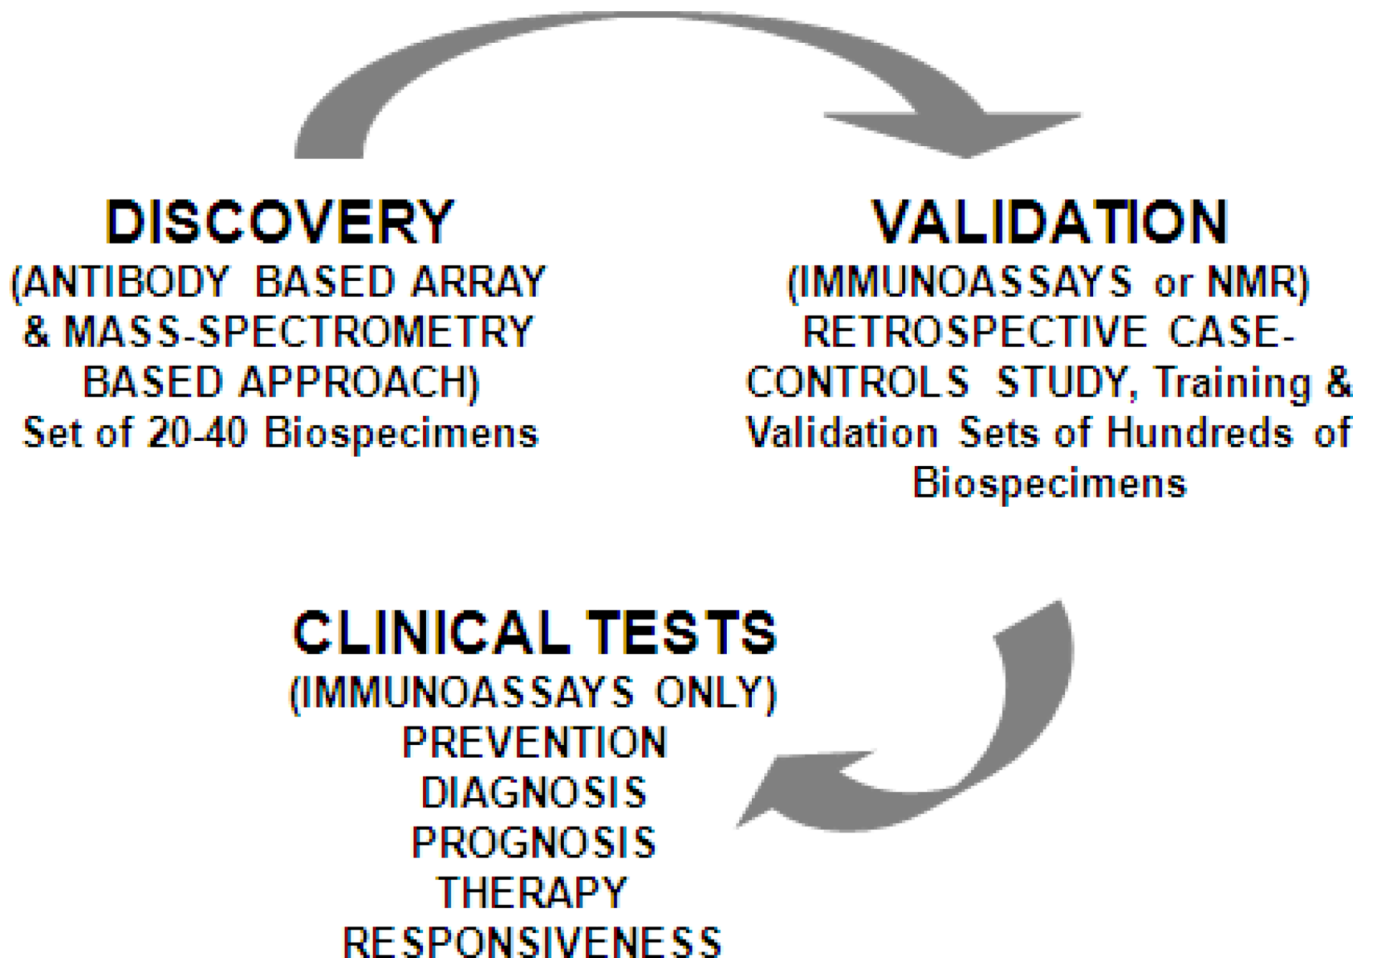 DISCOVERY
(ANTIBODY BASED ARRAY
& MASS-SPECTROMETRY
BASED APPROACH)
Set of 20-40 Biospecimens
VALIDATION
(IMMUNOASSAYS or NMR)
RETROSPECTIVE CASE-
CONTROLS STUDY, Training &
Validation Sets of Hundreds of
Biospecimens
CLINICAL TESTS
(IMMUNOASSAYS ONLY)
PREVENTION
DIAGNOSIS
PROGNOSIS
THERAPY
RESPONSIVENESS